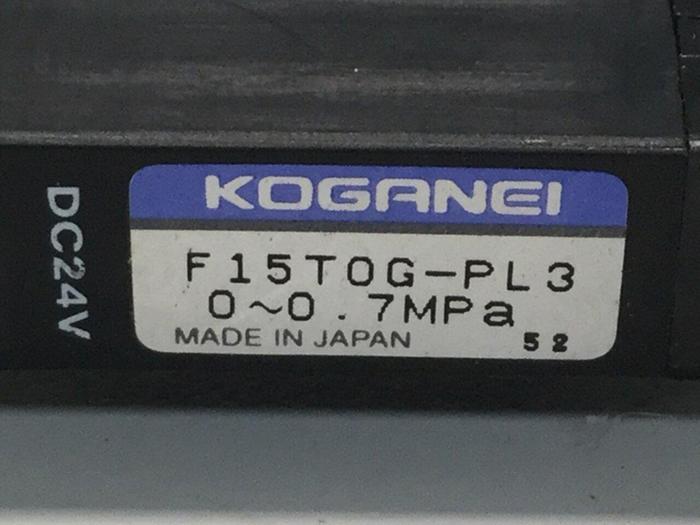 KOGANEI
F15T0G-PL3
0~0.7MPa
MADE IN JAPAN 52
DC24V